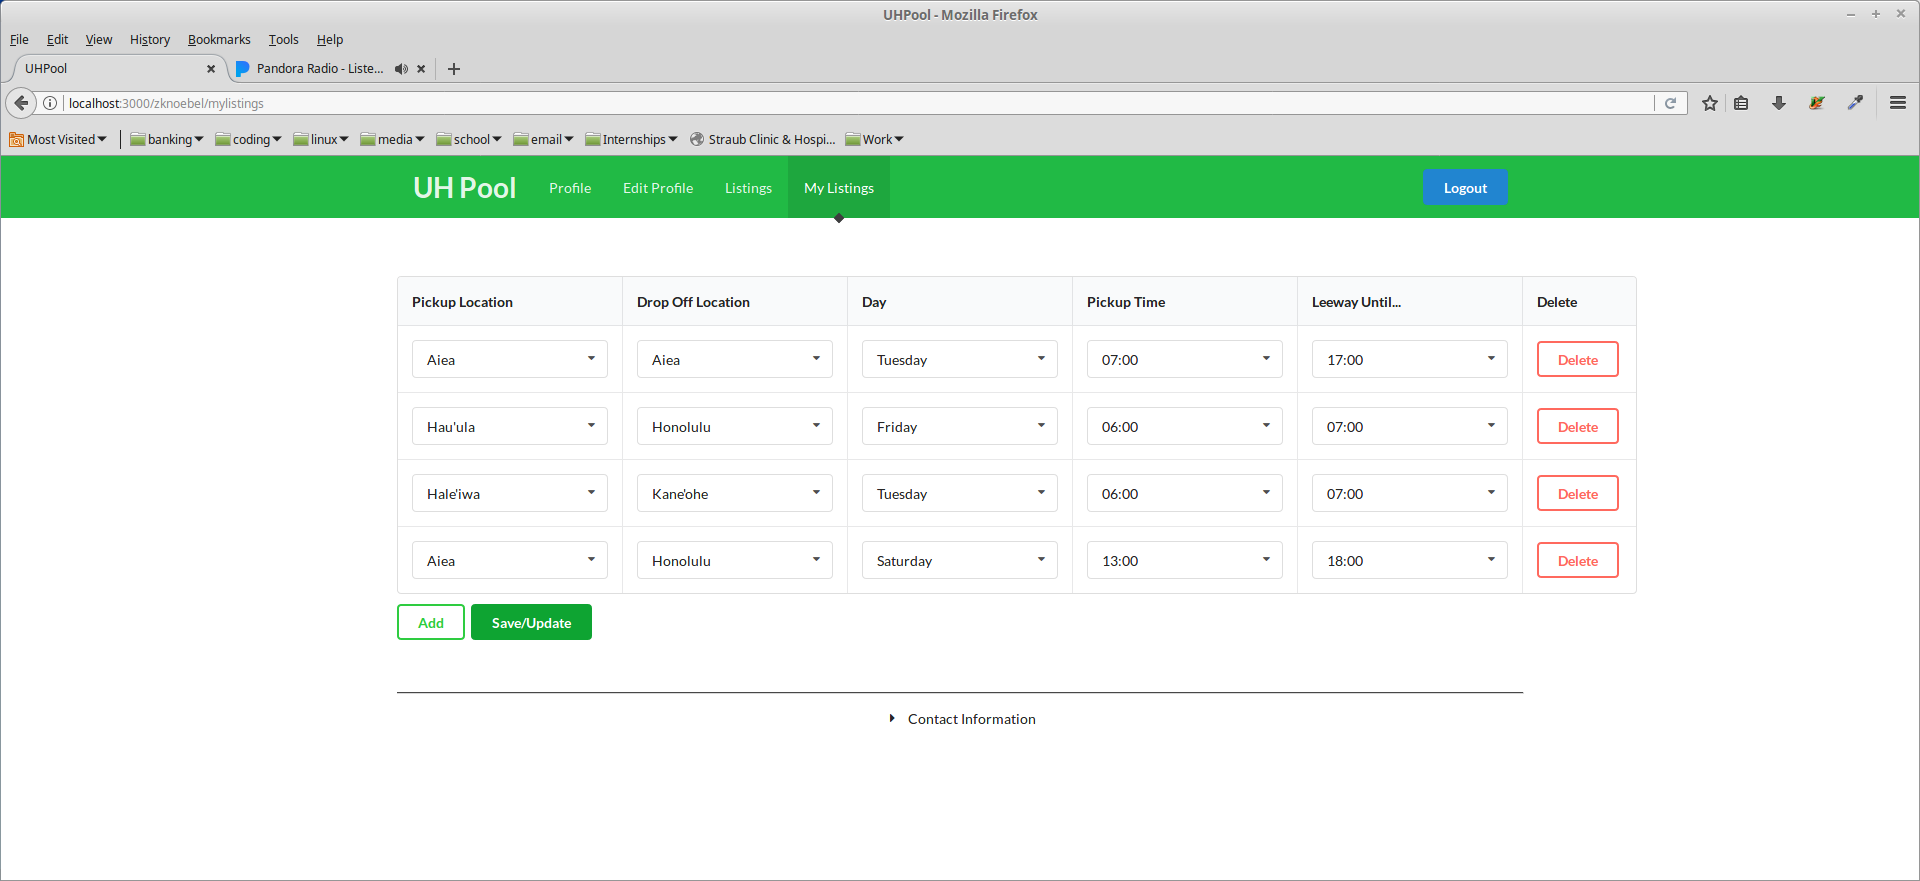 UHPool - Mozilla Firefox
File Edit View History Bookmarks Tools Help
UHPool Pandora Radio - Liste...
localhost:3000/zknoebel/mylistings
Most Visited banking coding linux media school email Internships Straub Clinic & Hospi... Work
UH Pool Profile Edit Profile Listings My Listings Logout
Pickup Location Drop Off Location Day Pickup Time Leeway Until... Delete
Aiea Aiea Tuesday 07:00 17:00 Delete
Hau'ula Honolulu Friday 06:00 07:00 Delete
Hale'iwa Kane'ohe Tuesday 06:00 07:00 Delete
Aiea Honolulu Saturday 13:00 18:00 Delete
Add Save/Update
Contact Information